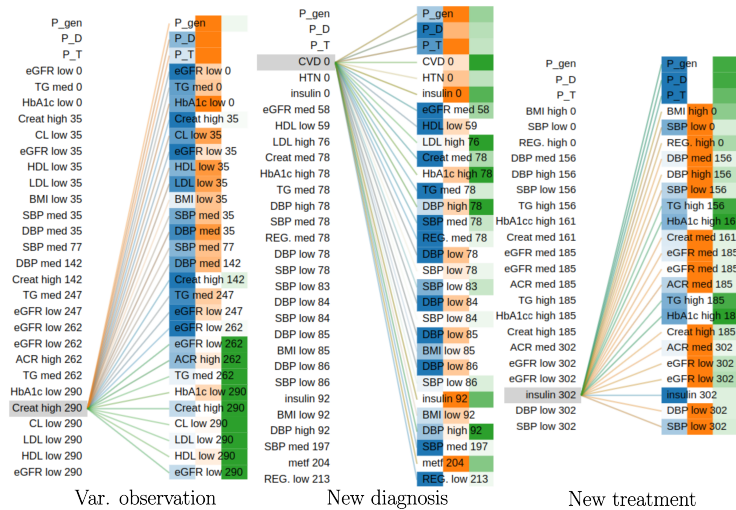 P_gen P_gen
P_D P_D
P_T P_T
eGFR low 0 eGFR low 0
TG med 0 TG med 0
HbA1c low 0 HbA1c low 0
Creat high 35 Creat high 35
CL low 35 CL low 35
eGFR low 35 eGFR low 35
HDL low 35 HDL low 35
LDL low 35 LDL low 35
BMI low 35 BMI low 35
SBP med 35 SBP med 35
DBP med 35 DBP med 35
SBP med 77 SBP med 77
DBP med 142 DBP med 142
Creat high 142 Creat high 142
TG med 247 TG med 247
eGFR low 247 eGFR low 247
eGFR low 262 eGFR low 262
eGFR low 262 eGFR low 262
ACR high 262 ACR high 262
TG med 262 TG med 262
HbA1c low 290 HbA1c low 290
Creat high 290 Creat high 290
CL low 290 CL low 290
LDL low 290 LDL low 290
HDL low 290 HDL low 290
eGFR low 290 eGFR low 290
Var. observation
P_gen P_gen
P_D P_D
P_T P_T
CVD 0 CVD 0
HTN 0 HTN 0
insulin 0 insulin 0
eGFR med 58 eGFR med 58
HDL low 59 HDL low 59
LDL high 76 LDL high 76
Creat med 78 Creat med 78
HbA1c high 78 HbA1c high 78
TG med 78 TG med 78
DBP high 78 DBP high 78
SBP med 78 SBP med 78
REG. med 78 REG. med 78
DBP low 78 DBP low 78
SBP low 78 SBP low 78
SBP low 83 SBP low 83
DBP low 84 DBP low 84
SBP low 84 SBP low 84
DBP low 85 DBP low 85
BMI low 85 BMI low 85
DBP low 86 DBP low 86
SBP low 86 SBP low 86
insulin 92 insulin 92
BMI low 92 BMI low 92
DBP high 92 DBP high 92
SBP med 197 SBP med 197
metf 204 metf 204
REG. low 213 REG. low 213
New diagnosis
P_gen P_gen
P_D P_D
P_T P_T
BMI high 0 BMI high 0
SBP low 0 SBP low 0
REG. high 0 REG. high 0
DBP med 156 DBP med 156
DBP high 156 DBP high 156
SBP low 156 SBP low 156
TG high 156 TG high 156
HbA1cc high 161 HbA1c high 16
Creat med 161 Creat med 161
eGFR med 185 eGFR med 185
eGFR med 185 eGFR med 185
ACR med 185 ACR med 185
TG high 185 TG high 185
HbA1cc high 185 HbA1c high 18
Creat high 185 Creat high 185
ACR med 302 ACR med 302
eGFR low 302 eGFR low 302
eGFR low 302 eGFR low 302
insulin 302 insulin 302
DBP low 302 DBP low 302
SBP low 302 SBP low 302
New treatment